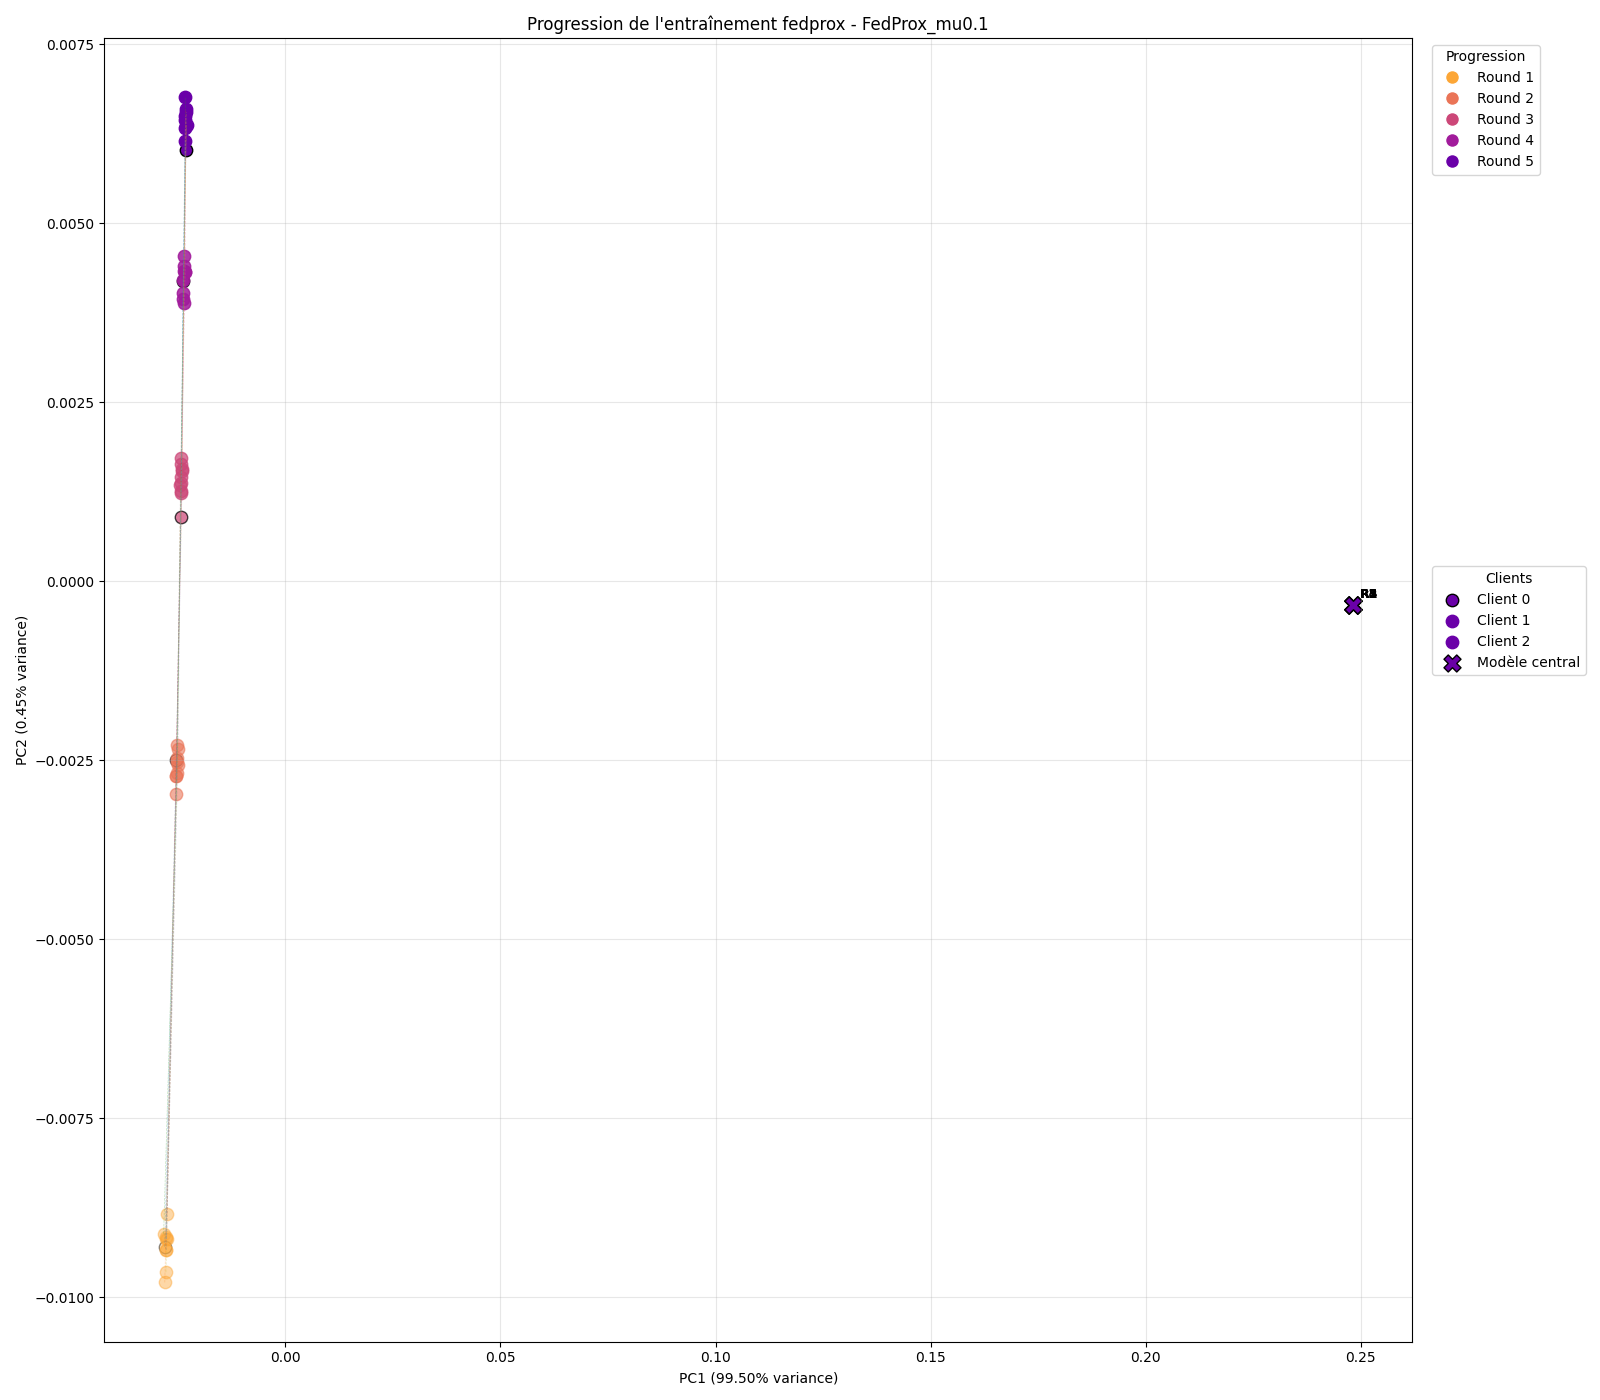 Progression de l'entraînement fedprox - FedProx_mu0.1
0.0075
0.0050
0.0025
0.0000
−0.0025
−0.0050
−0.0075
−0.0100
PC2 (0.45% variance)
0.00
0.05
0.10
0.15
0.20
0.25
PC1 (99.50% variance)
Progression
Round 1
Round 2
Round 3
Round 4
Round 5
Clients
Client 0
Client 1
Client 2
Modèle central